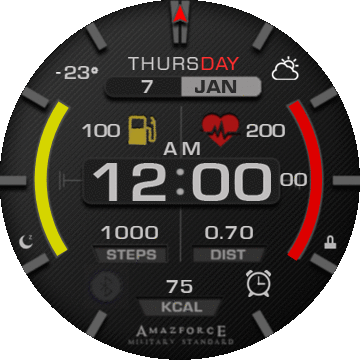 THURSDAY
-23°
7 JAN
100 200
AM
12:00 00
1000 0.70
STEPS DIST
75
KCAL
AMAZFORCE
MILITARY STANDARD